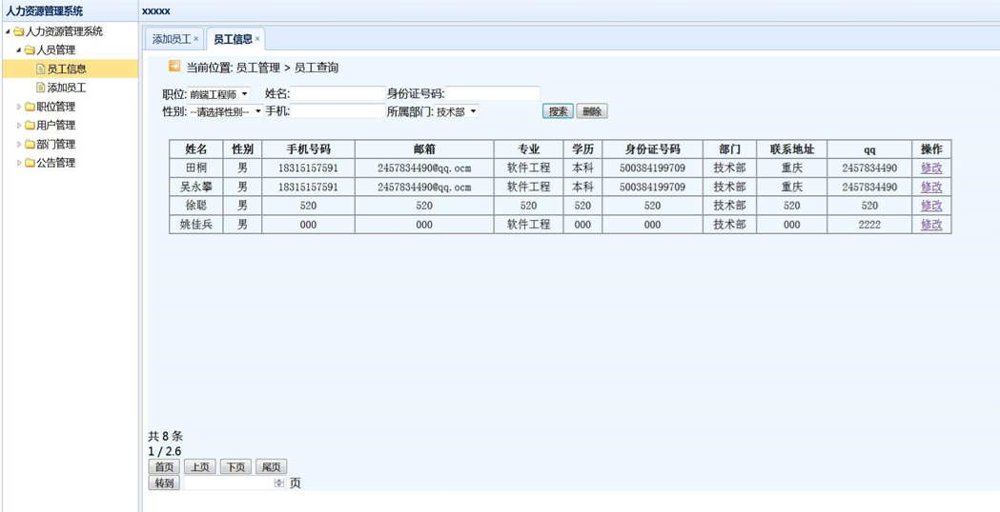 人力资源管理系统
xxxxx
人力资源管理系统
人员管理
员工信息
添加员工
职位管理
用户管理
部门管理
公告管理
添加员工 × 员工信息 ×
当前位置: 员工管理 > 员工查询
职位: 前端工程师 姓名: 身份证号码:
性别: --请选择性别-- 手机: 所属部门: 技术部 搜索 删除
姓名 性别 手机号码 邮箱 专业 学历 身份证号码 部门 联系地址 qq 操作
田柯 男 18315157591 2457834490@qq.ocm 软件工程 本科 500384199709 技术部 重庆 2457834490 修改
吴永攀 男 18315157591 2457834490@qq.ocm 软件工程 本科 500384199709 技术部 重庆 2457834490 修改
徐聪 男 520 520 520 520 520 技术部 520 520 修改
姚佳兵 男 000 000 软件工程 000 000 技术部 000 2222 修改
共 8 条
1 / 2.6
首页 上页 下页 尾页
转到 页